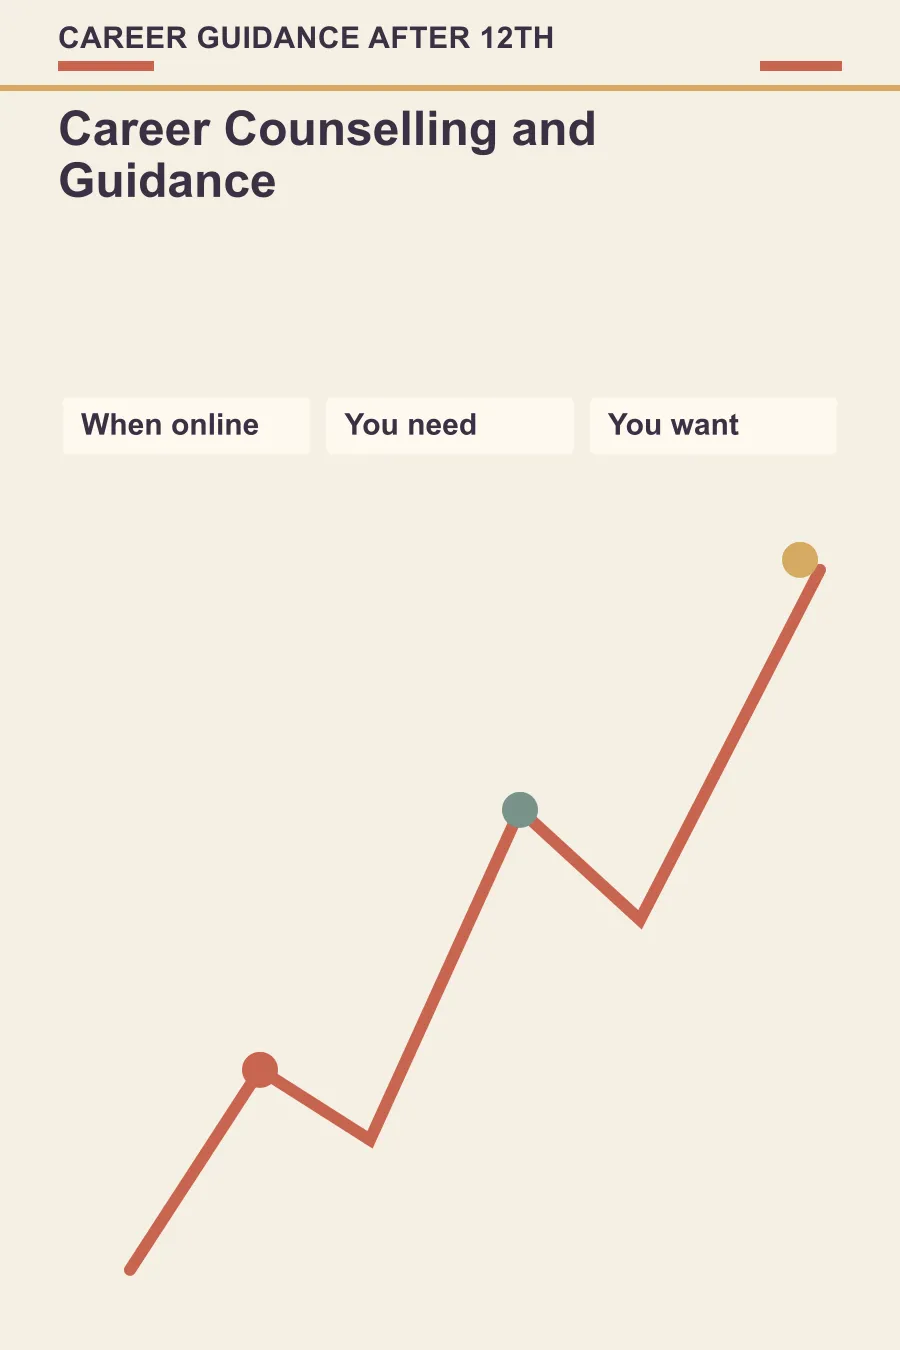 CAREER GUIDANCE AFTER 12TH
Career Counselling and
Guidance
When online
You need
You want